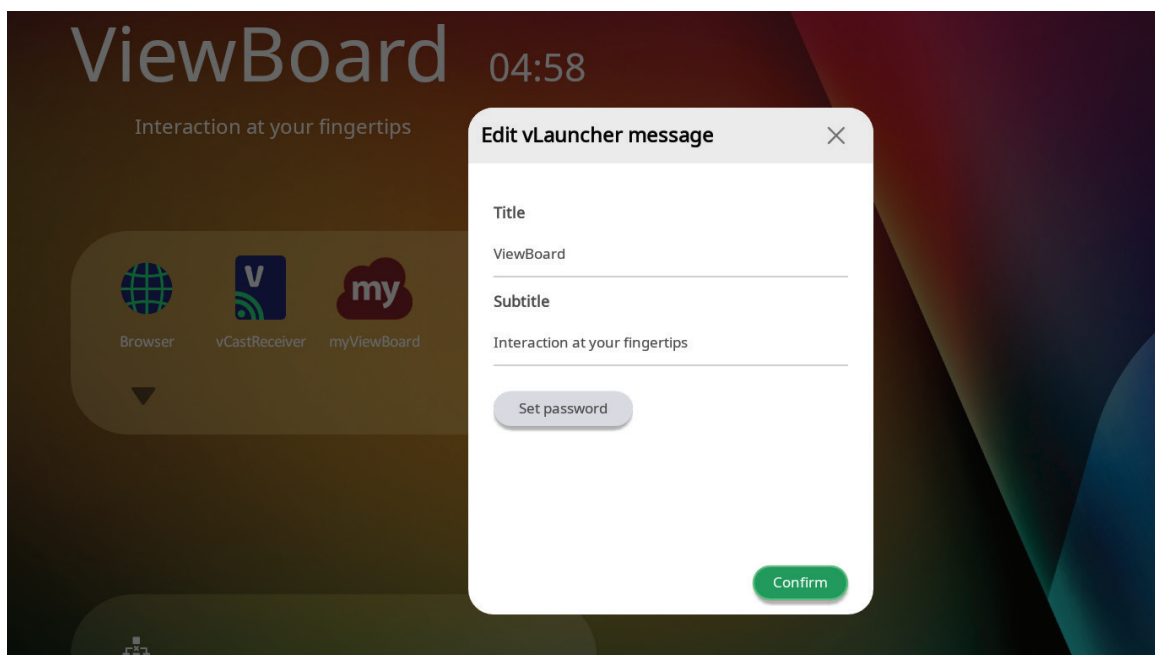 ViewBoard 04:58
Interaction at your fingertips
Edit vLauncher message
Title
ViewBoard
Subtitle
Interaction at your fingertips
Set password
Confirm
V
my
Browser vCastReceiver myViewBoard